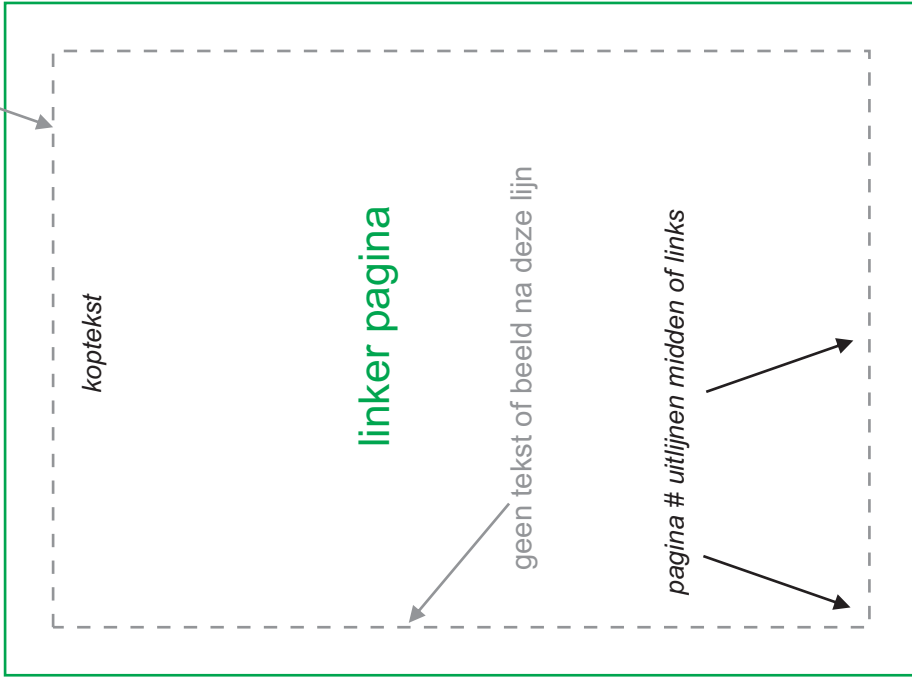 koptekst
linker pagina
geen tekst of beeld na deze lijn
pagina # uitlijnen midden of links